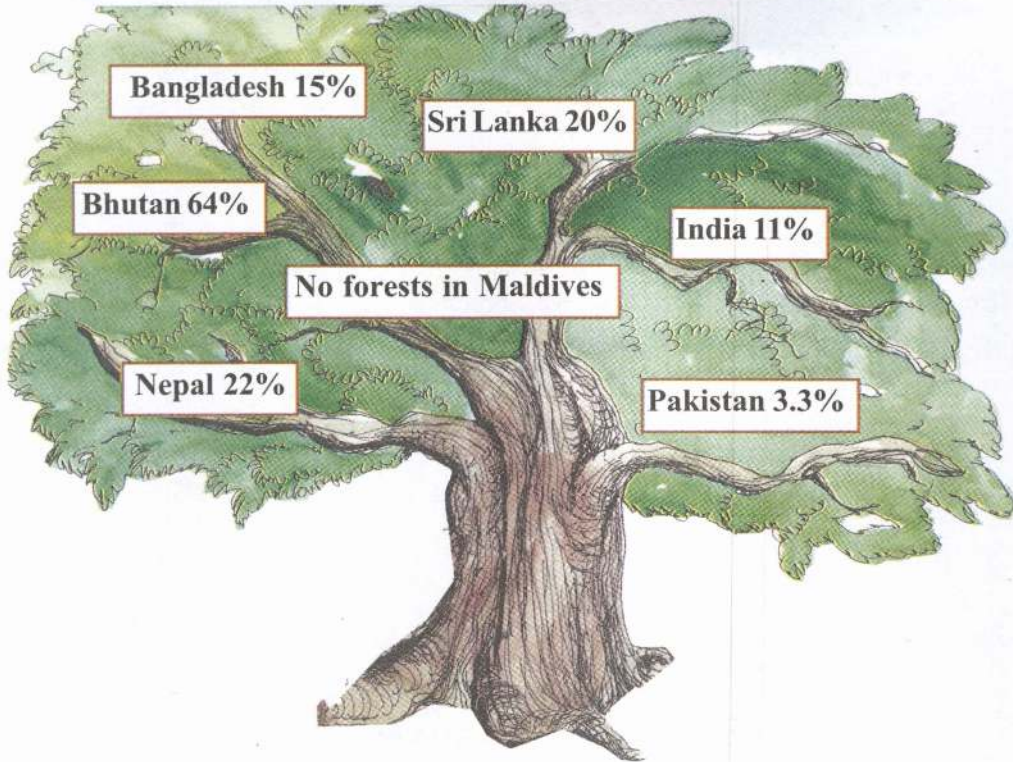 Bangladesh 15%
Sri Lanka 20%
Bhutan 64%
India 11%
No forests in Maldives
Nepal 22%
Pakistan 3.3%